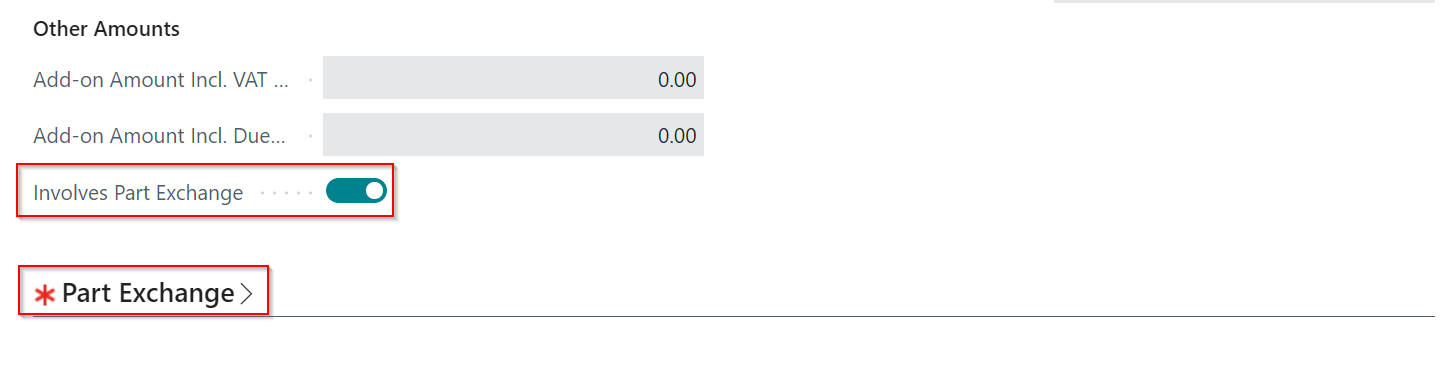 Other Amounts
Add-on Amount Incl. VAT ... 0.00
Add-on Amount Incl. Due... 0.00
Involves Part Exchange
* Part Exchange >